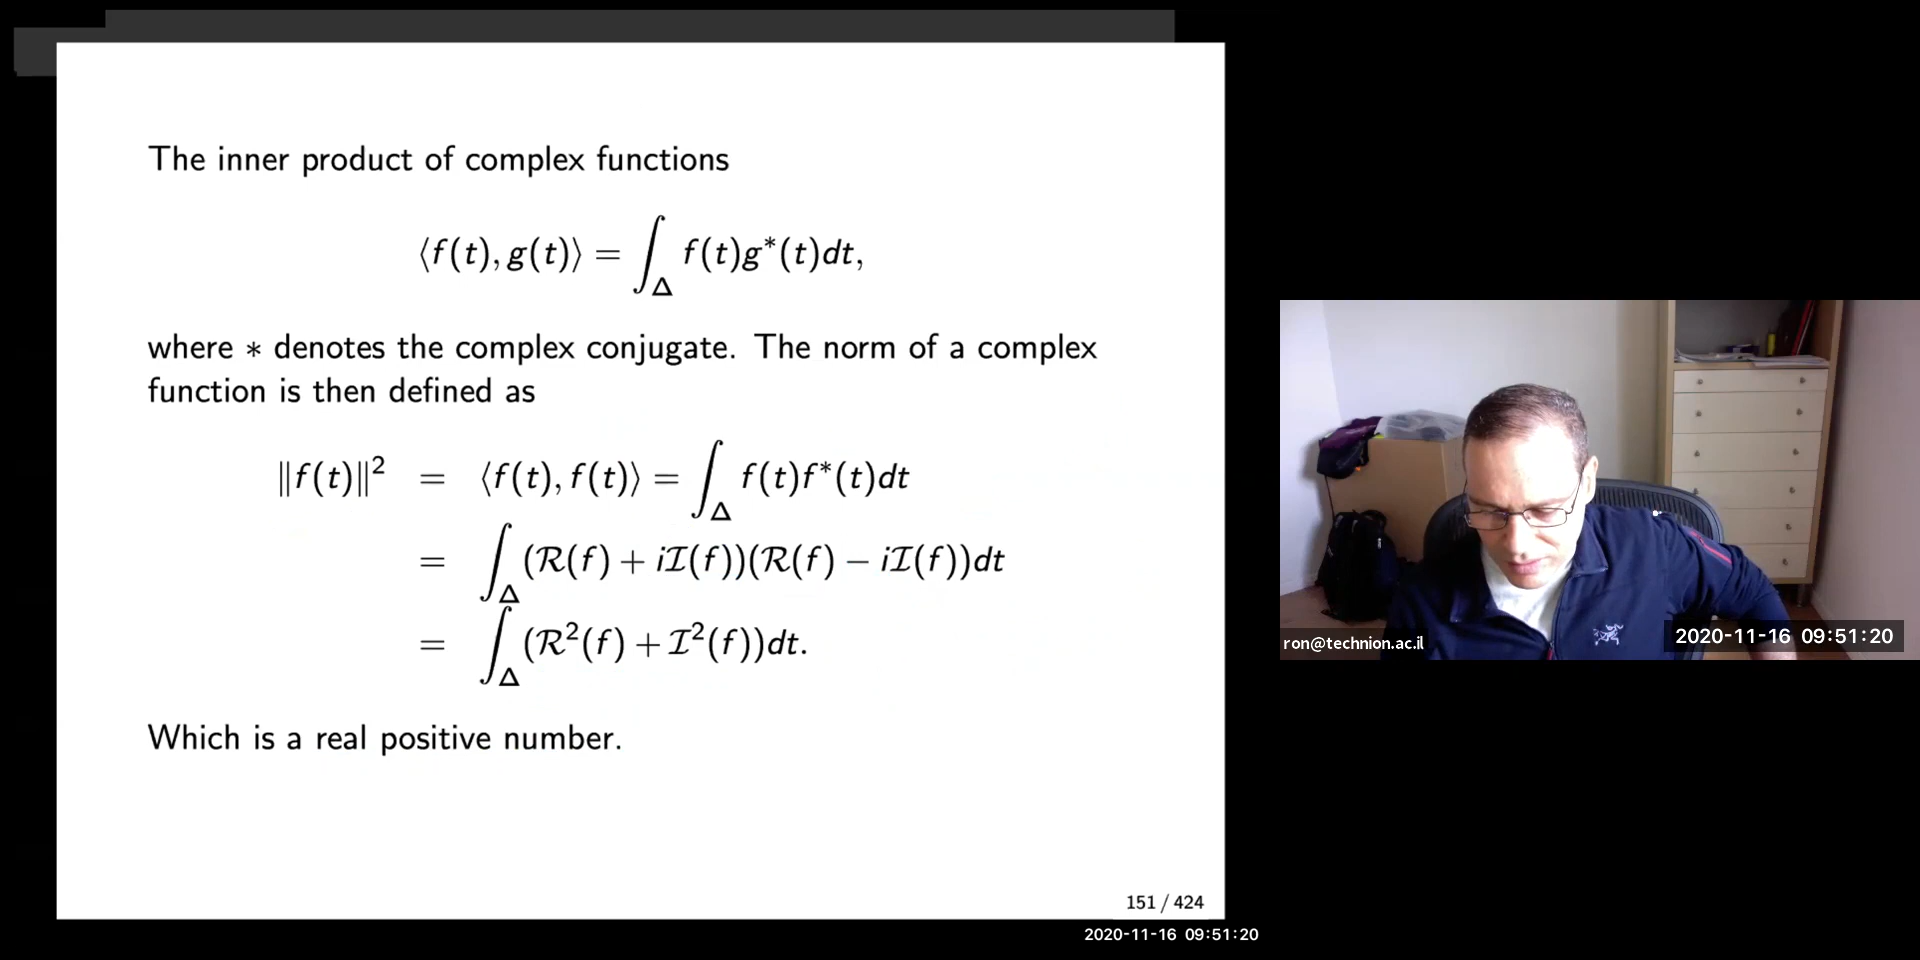 The inner product of complex functions
⟨f(t), g(t)⟩ = ∫_Δ f(t)g*(t)dt,
where * denotes the complex conjugate. The norm of a complex
function is then defined as
‖f(t)‖² = ⟨f(t), f(t)⟩ = ∫_Δ f(t)f*(t)dt
= ∫_Δ (ℛ(f) + iℐ(f))(ℛ(f) − iℐ(f))dt
= ∫_Δ (ℛ²(f) + ℐ²(f))dt.
Which is a real positive number.
151 / 424
2020-11-16 09:51:20
ron@technion.ac.il
2020-11-16 09:51:20